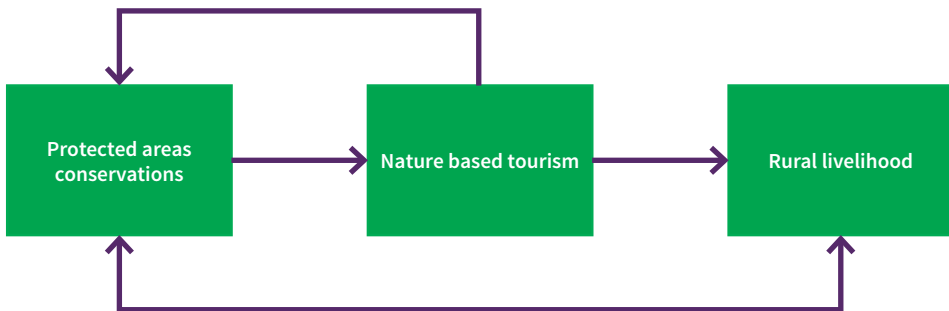 Protected areas
conservations
Nature based tourism
Rural livelihood